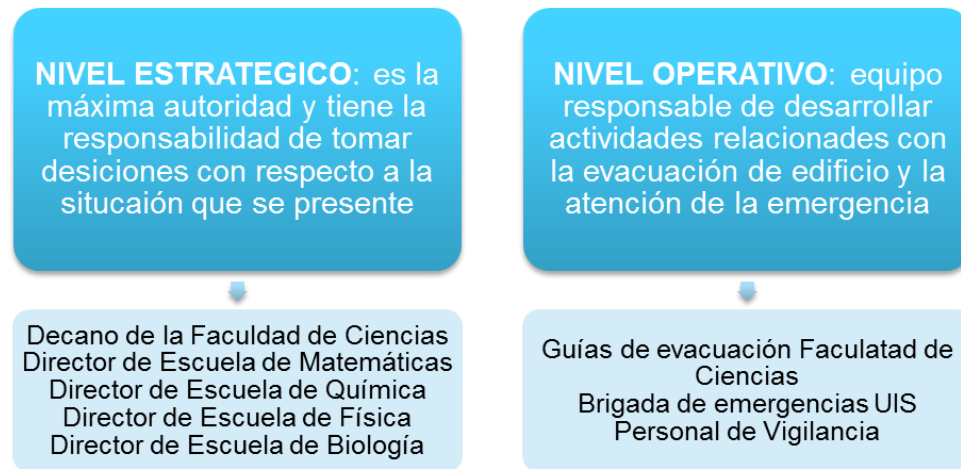 NIVEL ESTRATEGICO: es la
máxima autoridad y tiene la
responsabilidad de tomar
desiciones con respecto a la
situcaión que se presente
Decano de la Faculdad de Ciencias
Director de Escuela de Matemáticas
Director de Escuela de Química
Director de Escuela de Física
Director de Escuela de Biología
NIVEL OPERATIVO: equipo
responsable de desarrollar
actividades relacionades con
la evacuación de edificio y la
atención de la emergencia
Guías de evacuación Faculatad de
Ciencias
Brigada de emergencias UIS
Personal de Vigilancia